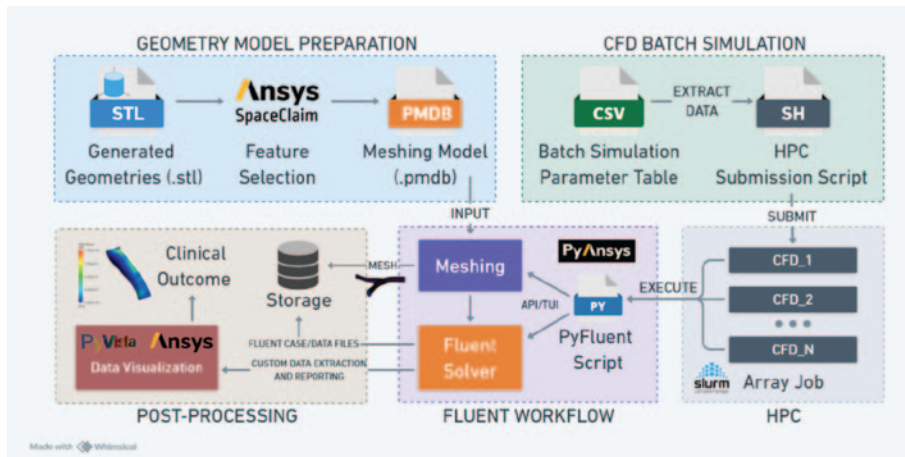 GEOMETRY MODEL PREPARATION
STL
Generated
Geometries (.stl)
Ansys
SpaceClaim
Feature
Selection
PMDB
Meshing Model
(.pmdb)
CFD BATCH SIMULATION
CSV
Batch Simulation
Parameter Table
EXTRACT
DATA
SH
HPC
Submission Script
INPUT
SUBMIT
Clinical
Outcome
Storage
MESH
PyVista
Ansys
Data Visualization
FLUENT CASE/DATA FILES
CUSTOM DATA EXTRACTION
AND REPORTING
POST-PROCESSING
Meshing
Fluent
Solver
API/TUI
PyAnsys
PY
PyFluent
Script
FLUENT WORKFLOW
EXECUTE
CFD_1
CFD_2
CFD_N
slurm
Array Job
HPC
Made with Whimsical